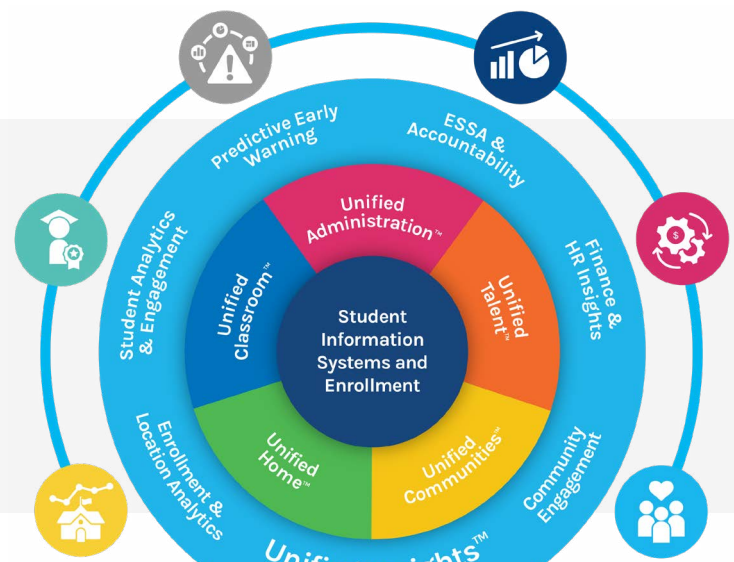 Predictive Early
Warning
ESSA &
Accountability
Student Analytics
& Engagement
Finance &
HR Insights
Unified
Administration™
Unified
Classroom™
Unified
Talent™
Student
Information
Systems and
Enrollment
Unified
Home™
Unified
Communities™
Enrollment &
Location Analytics
Community
Engagement
$